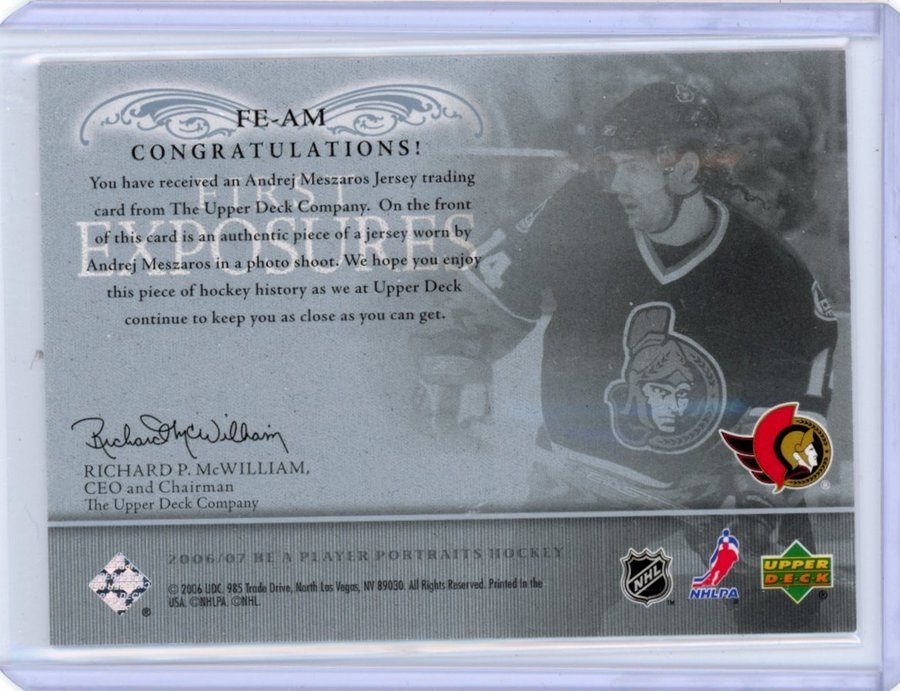 FE-AM
CONGRATULATIONS!
You have received an Andrej Meszaros Jersey trading
card from The Upper Deck Company. On the front
of this card is an authentic piece of a jersey worn by
Andrej Meszaros in a photo shoot. We hope you enjoy
this piece of hockey history as we at Upper Deck
continue to keep you as close as you can get.
FIRST
EXPOSURES
Richard P. McWilliam
RICHARD P. McWILLIAM,
CEO and Chairman
The Upper Deck Company
2006/07 BE A PLAYER PORTRAITS HOCKEY
© 2006 UDC. 985 Trade Drive, North Las Vegas, NV 89030. All Rights Reserved. Printed in the
USA. ©NHLPA. ©NHL.
®
NHL
™
NHLPA
®
UPPER
DECK
®
®